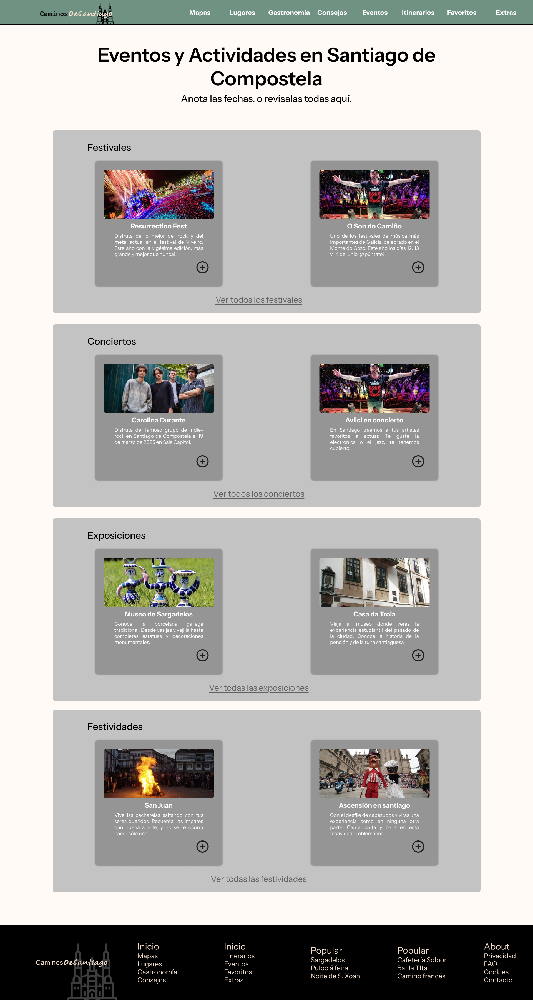 CaminosDeSantiago
Mapas Lugares Gastronomía Consejos Eventos Itinerarios Favoritos Extras
Eventos y Actividades en Santiago de
Compostela
Anota las fechas, o revísalas todas aquí.
Festivales
Resurrection Fest
Disfruta de lo mejor del rock y del
metal actual en el festival de Viveiro.
Este año con la vigésima edición, más
grande y mejor que nunca!
D&G
D&G
O Son do Camiño
Uno de los festivales de música más
importantes de Galicia, celebrado en el
Monte do Gozo. Este año los días 12, 13
y 14 de junio. ¡Apúntate!
Ver todos los festivales
Conciertos
Carolina Durante
Disfruta del famoso grupo de indie-
rock en Santiago de Compostela el 19
de marzo de 2025 en Sala Capitol.
D&G
D&G
Aviici en concierto
En Santiago traemos a tus artistas
favoritos a actuar. Te guste la
electrónica o el jazz, te tenemos
cubierto.
Ver todos los conciertos
Exposiciones
Museo de Sargadelos
Conoce la porcelana gallega
tradicional. Desde vasijas y vajilla hasta
completas estatuas y decoraciones
monumentales.
Casa da Troia
Viaja al museo donde verás la
experiencia estudiantil del pasado de
la ciudad. Conoce la historia de la
pensión y de la tuna santiaguesa.
Ver todas las exposiciones
Festividades
San Juan
Vive las cacharelas saltando con tus
seres queridos. Recuerda, las impares
dan buena suerte, y no se te ocurra
hacer sólo una!
Ascensión en santiago
Con el desfile de cabezudos vivirás una
experiencia como en ninguna otra
parte. Canta, salta y baila en esta
festividad emblemática.
Ver todas las festividades
CaminosDeSantiago
Inicio
Mapas
Lugares
Gastronomía
Consejos
Inicio
Itinerarios
Eventos
Favoritos
Extras
Popular
Sargadelos
Pulpo á feira
Noite de S. Xoán
Popular
Cafetería Solpor
Bar la TIta
Camino francés
About
Privacidad
FAQ
Cookies
Contacto